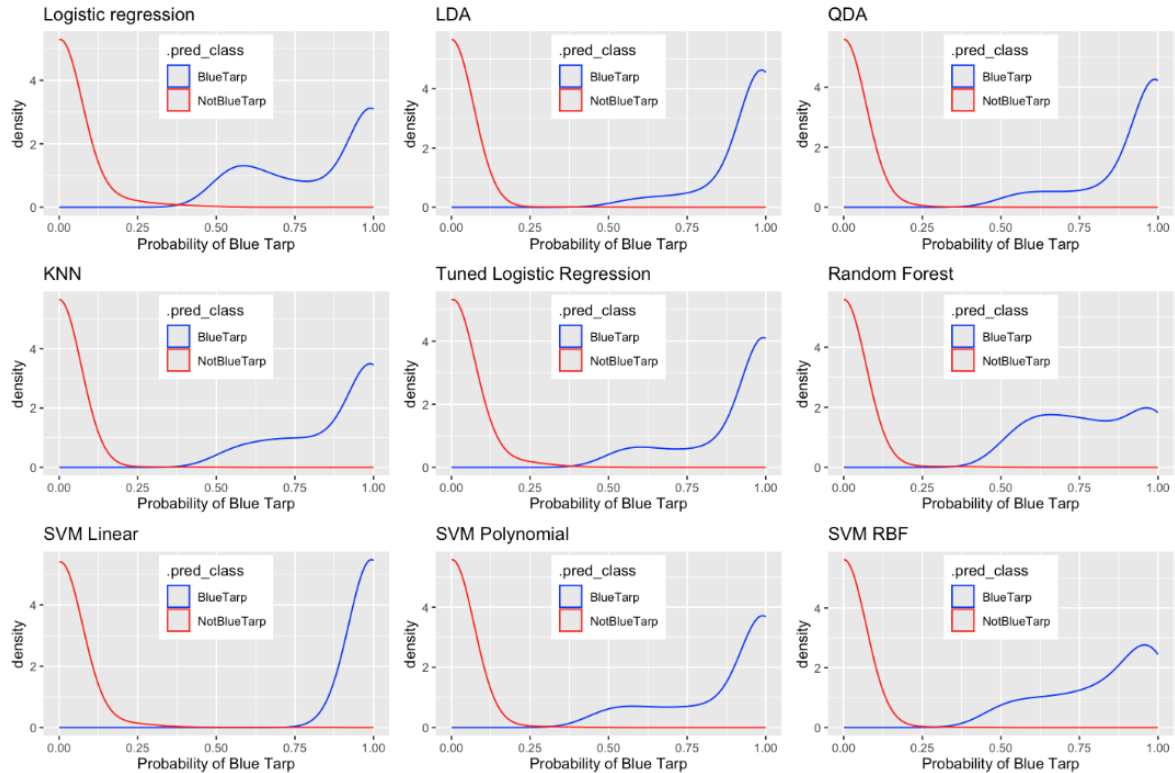 Logistic regression
.pred_class
BlueTarp
NotBlueTarp
density
4
2
0
0.00 0.25 0.50 0.75 1.00
Probability of Blue Tarp
LDA
.pred_class
BlueTarp
NotBlueTarp
density
4
2
0
0.00 0.25 0.50 0.75 1.00
Probability of Blue Tarp
QDA
.pred_class
BlueTarp
NotBlueTarp
density
4
2
0
0.00 0.25 0.50 0.75 1.00
Probability of Blue Tarp
KNN
.pred_class
BlueTarp
NotBlueTarp
density
4
2
0
0.00 0.25 0.50 0.75 1.00
Probability of Blue Tarp
Tuned Logistic Regression
.pred_class
BlueTarp
NotBlueTarp
density
4
2
0
0.00 0.25 0.50 0.75 1.00
Probability of Blue Tarp
Random Forest
.pred_class
BlueTarp
NotBlueTarp
density
4
2
0
0.00 0.25 0.50 0.75 1.00
Probability of Blue Tarp
SVM Linear
.pred_class
BlueTarp
NotBlueTarp
density
4
2
0
0.00 0.25 0.50 0.75 1.00
Probability of Blue Tarp
SVM Polynomial
.pred_class
BlueTarp
NotBlueTarp
density
4
2
0
0.00 0.25 0.50 0.75 1.00
Probability of Blue Tarp
SVM RBF
.pred_class
BlueTarp
NotBlueTarp
density
4
2
0
0.00 0.25 0.50 0.75 1.00
Probability of Blue Tarp